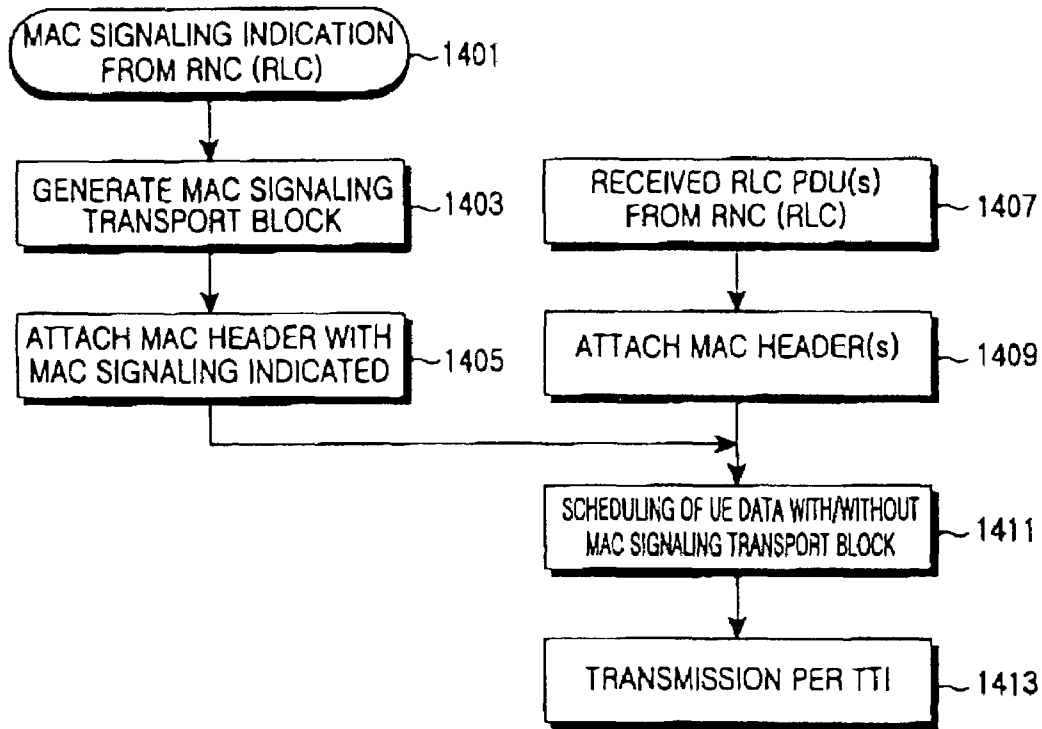 MAC SIGNALING INDICATION
FROM RNC (RLC)
1401
GENERATE MAC SIGNALING
TRANSPORT BLOCK
1403
ATTACH MAC HEADER WITH
MAC SIGNALING INDICATED
1405
RECEIVED RLC PDU(s)
FROM RNC (RLC)
1407
ATTACH MAC HEADER(s)
1409
SCHEDULING OF UE DATA WITH/WITHOUT
MAC SIGNALING TRANSPORT BLOCK
1411
TRANSMISSION PER TTI
1413